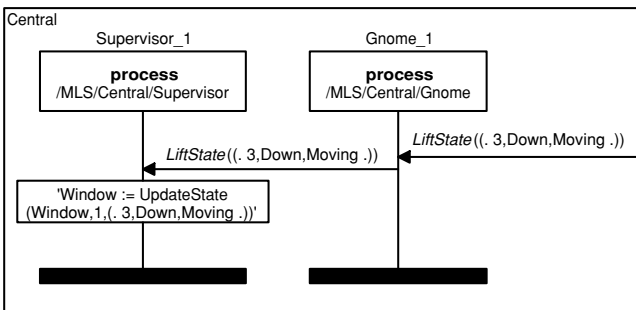 Central
Supervisor_1
Gnome_1
process
/MLS/Central/Supervisor
process
/MLS/Central/Gnome
LiftState((. 3,Down,Moving .))
LiftState((. 3,Down,Moving .))
'Window := UpdateState
(Window,1,(. 3,Down,Moving .))'